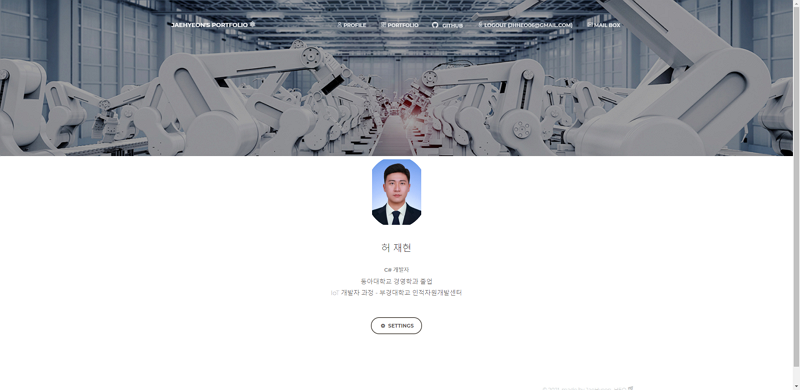 JAEHYEON'S PORTFOLIO
PROFILE PORTFOLIO GITHUB LOGOUT (JHHEO06@GMAIL.COM) MAIL BOX
허 재현
C# 개발자
동아대학교 경영학과 졸업
IoT 개발자 과정 - 부경대학교 인적자원개발센터
SETTINGS